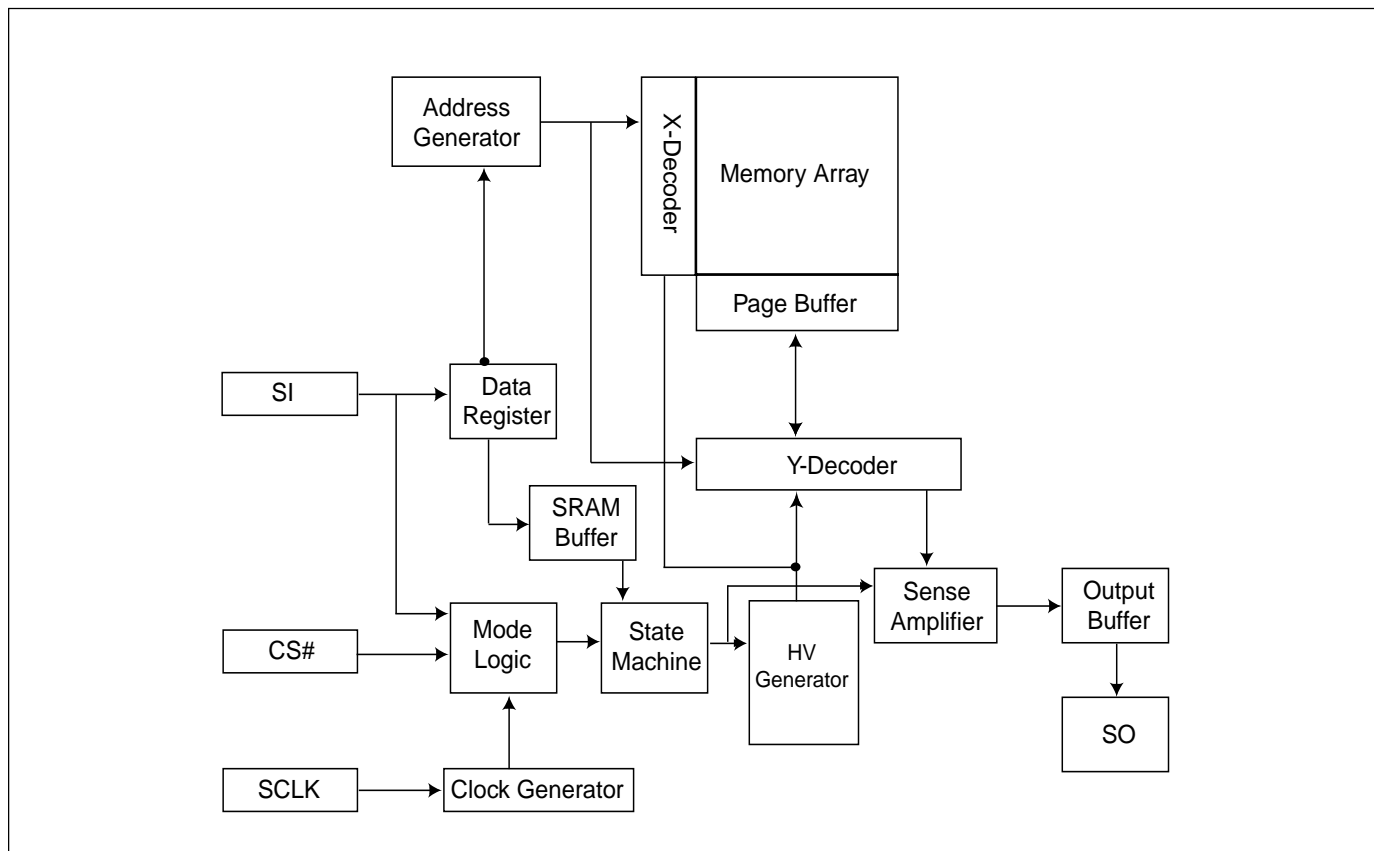 Address
Generator
X-Decoder
Memory Array
Page Buffer
SI
Data
Register
Y-Decoder
SRAM
Buffer
Sense
Amplifier
Output
Buffer
CS#
Mode
Logic
State
Machine
HV
Generator
SO
SCLK
Clock Generator